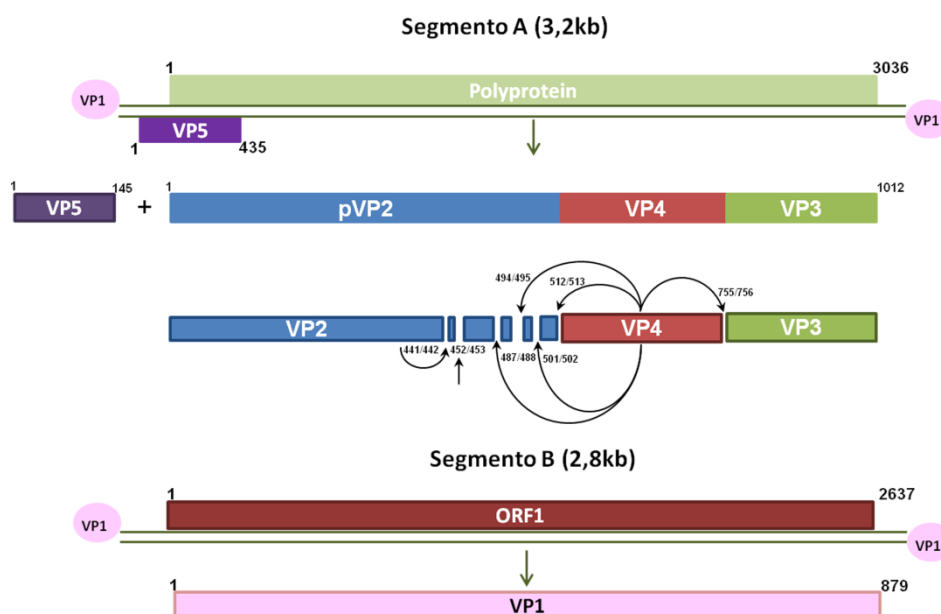 Segmento A (3,2kb)
1
3036
VP1
Polyprotein
VP1
VP5
1
435
1
145
1
1012
VP5
+
pVP2
VP4
VP3
494/495
512/513
755/756
VP2
VP4
VP3
441/442
452/453
487/488
501/502
Segmento B (2,8kb)
1
2637
VP1
ORF1
VP1
1
879
VP1